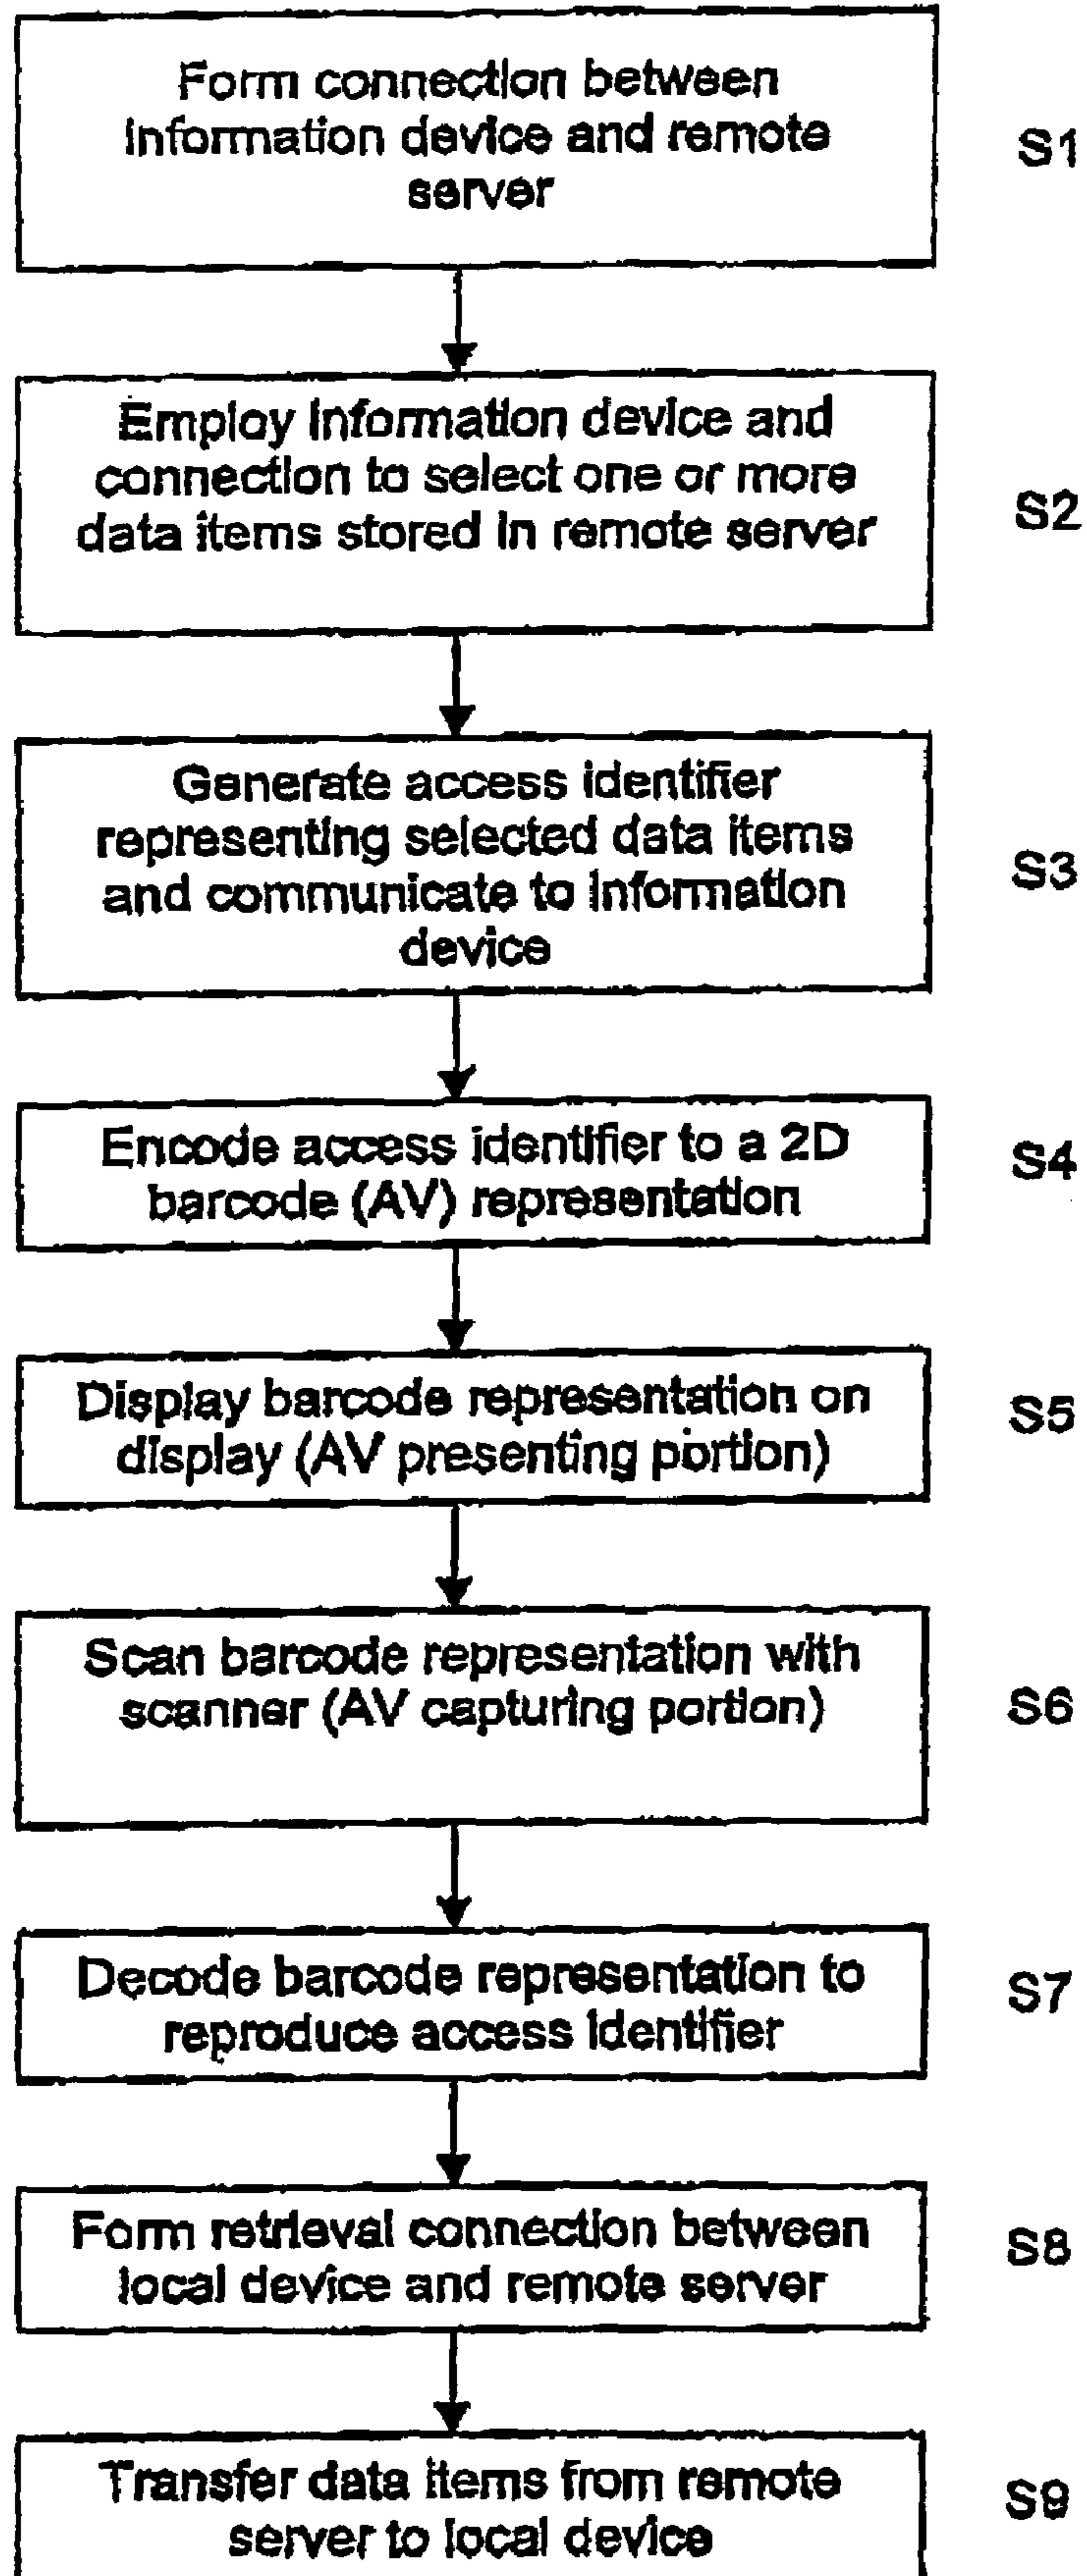 Form connection between
information device and remote
server
S1
Employ information device and
connection to select one or more
data items stored in remote server
S2
Generate access identifier
representing selected data items
and communicate to information
device
S3
Encode access identifier to a 2D
barcode (AV) representation
S4
Display barcode representation on
display (AV presenting portion)
S5
Scan barcode representation with
scanner (AV capturing portion)
S6
Decode barcode representation to
reproduce access identifier
S7
Form retrieval connection between
local device and remote server
S8
Transfer data items from remote
server to local device
S9